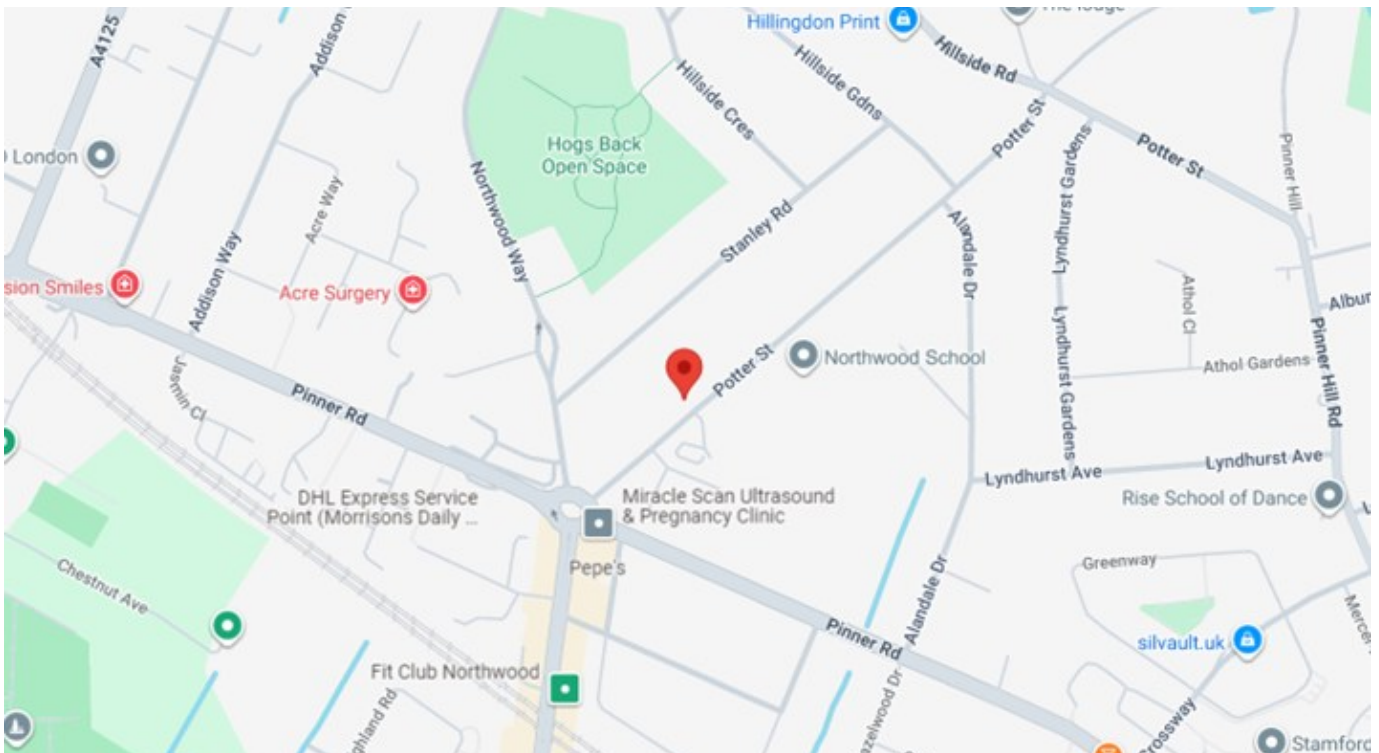 A4125
Addison
Hillingdon Print
Hillside Rd
Hillside Gdns
Hillside Cres
Potter St
Potter St
Pinner Hill
London
Hogs Back
Open Space
Acre Way
Northwood Way
Stanley Rd
Alandale Dr
Lyndhurst Gardens
Lyndhurst Gardens
Athol Cl
Smiles
Addison Way
Acre Surgery
Potter St
Northwood School
Athol Gardens
Pinner Hill Rd
Jasmin Cl
Pinner Rd
Lyndhurst Ave
Lyndhurst Ave
DHL Express Service
Point (Morrisons Daily ...
Miracle Scan Ultrasound
& Pregnancy Clinic
Rise School of Dance
Pepe's
Chestnut Ave
Greenway
Alandale Dr
Pinner Rd
silvault.uk
Fit Club Northwood
Stamford